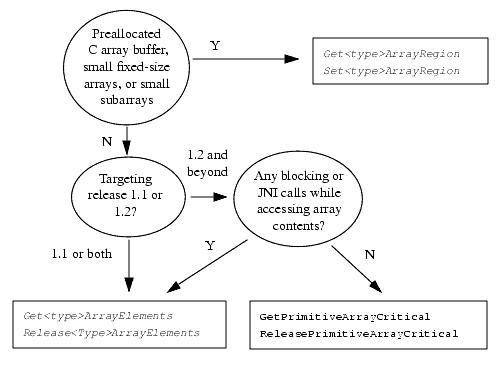 Preallocated
C array buffer,
small fixed-size
arrays, or small
subarrays
Y
Get<type>ArrayRegion
Set<type>ArrayRegion
N
Targeting
release 1.1 or
1.2?
1.2 and
beyond
Any blocking or
JNI calls while
accessing array
contents?
1.1 or both
Y
N
Get<type>ArrayElements
Release<Type>ArrayElements
GetPrimitiveArrayCritical
ReleasePrimitiveArrayCritical